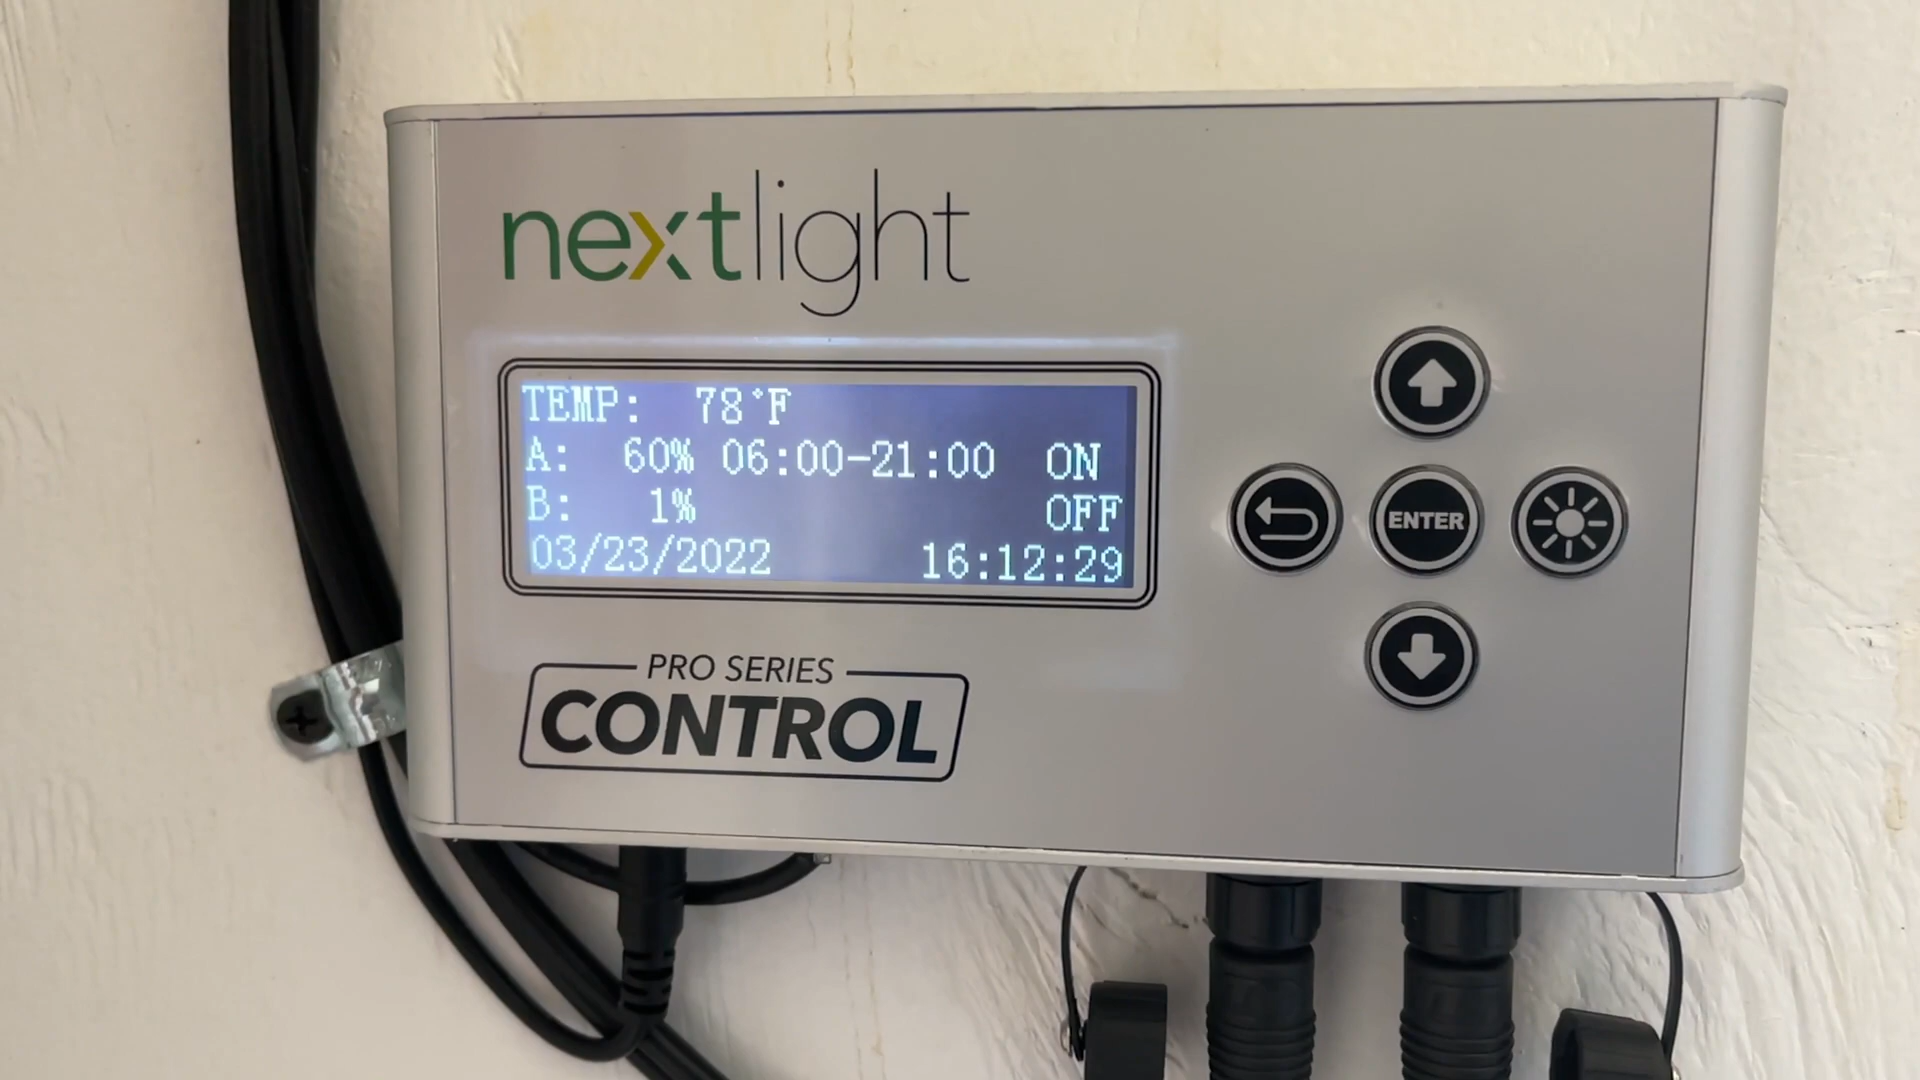 nextlight
TEMP: 78°F
A: 60% 06:00-21:00 ON
B: 1% OFF
03/23/2022 16:12:29
ENTER
PRO SERIES
CONTROL